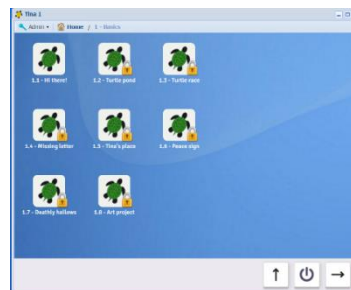 Tina 1
Admin Home / 1 - Basics
1.1 - Hi there! 1.2 - Turtle pond 1.3 - Turtle race
1.4 - Missing letter 1.5 - Tina's place 1.6 - Peace sign
1.7 - Deathly hallows 1.8 - Art project